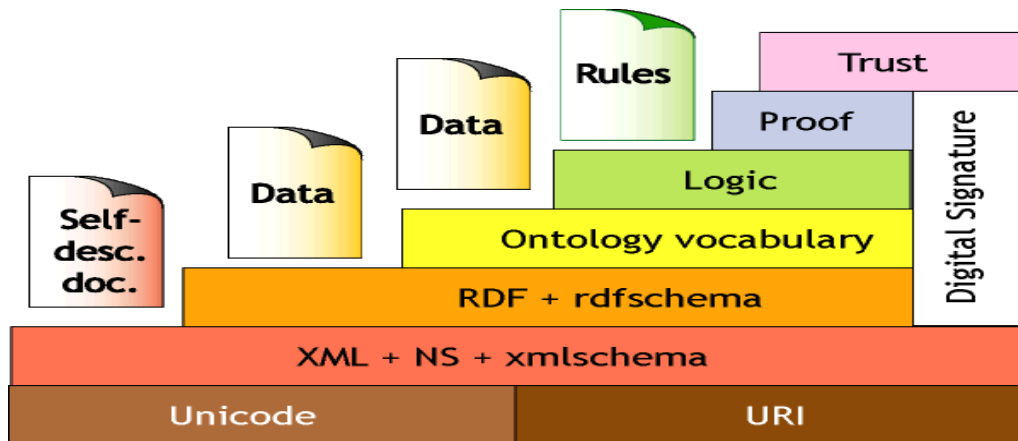 Rules
Trust
Data
Proof
Data
Logic
Self-
desc.
doc.
Digital Signature
Ontology vocabulary
RDF + rdfschema
XML + NS + xmlschema
Unicode
URI